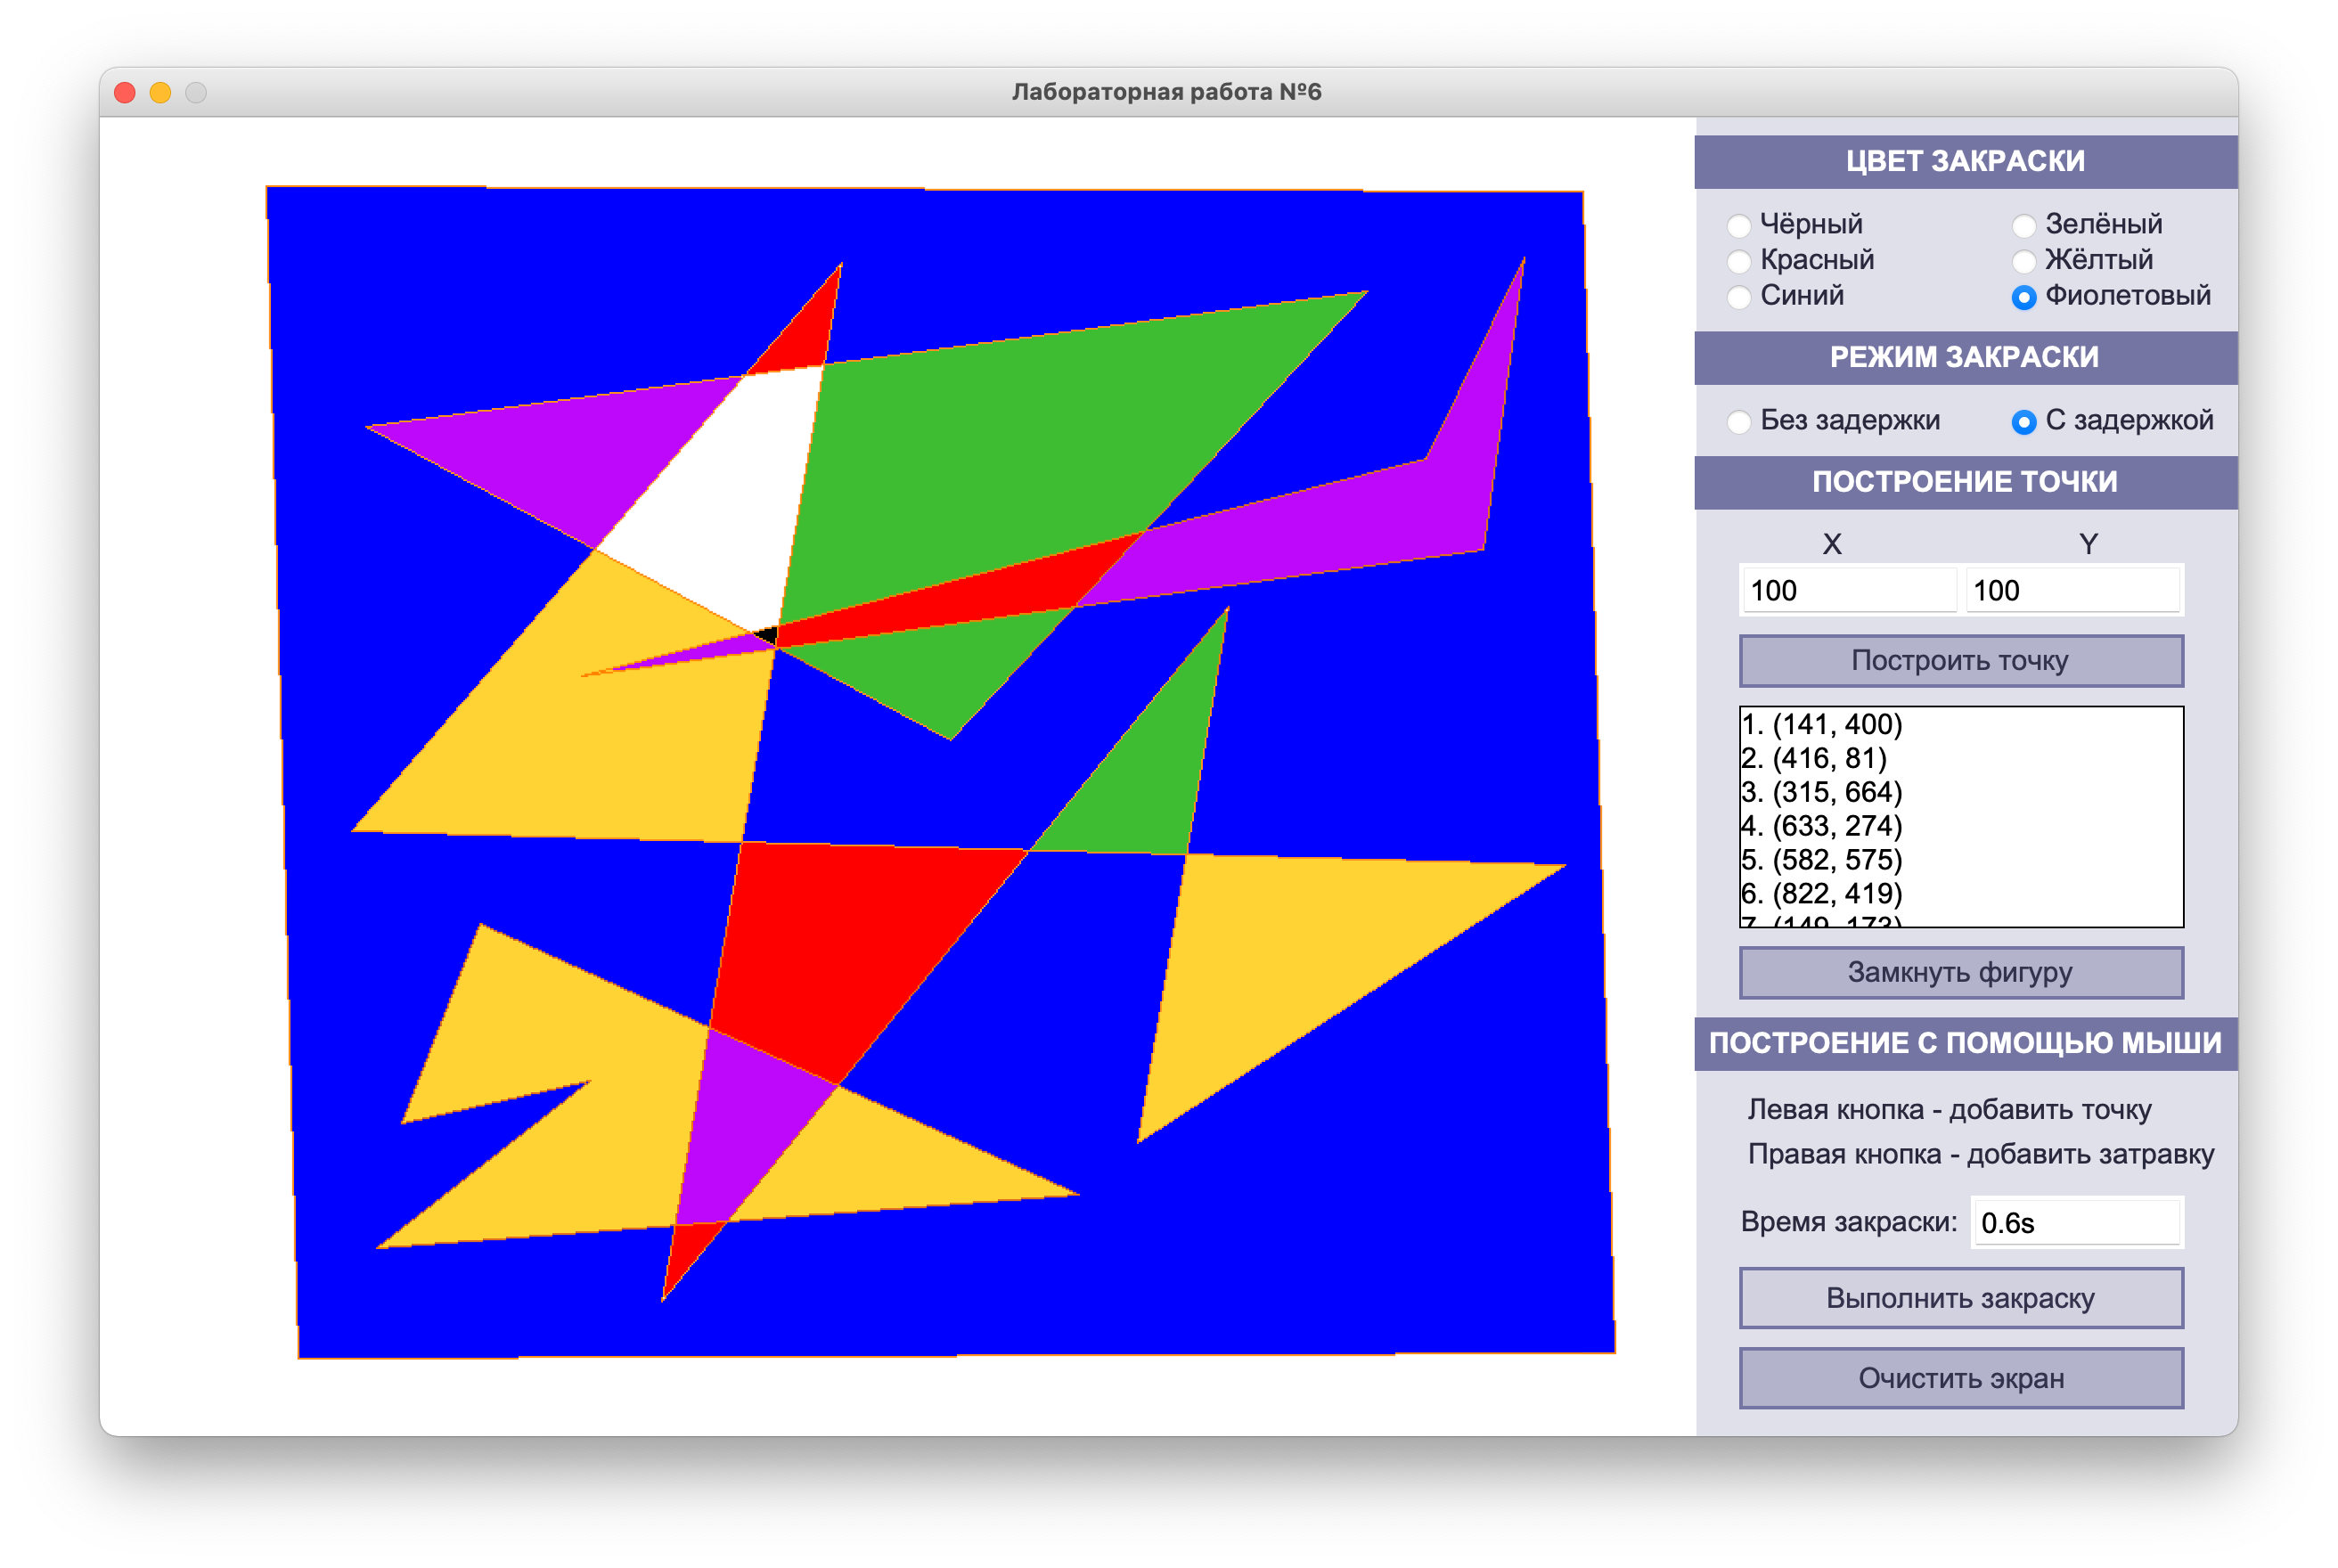 Лабораторная работа №6
ЦВЕТ ЗАКРАСКИ
Чёрный Зелёный
Красный Жёлтый
Синий Фиолетовый
РЕЖИМ ЗАКРАСКИ
Без задержки С задержкой
ПОСТРОЕНИЕ ТОЧКИ
X Y
100 100
Построить точку
1. (141, 400)
2. (416, 81)
3. (315, 664)
4. (633, 274)
5. (582, 575)
6. (822, 419)
7. (149, 173)
Замкнуть фигуру
ПОСТРОЕНИЕ С ПОМОЩЬЮ МЫШИ
Левая кнопка - добавить точку
Правая кнопка - добавить затравку
Время закраски: 0.6s
Выполнить закраску
Очистить экран